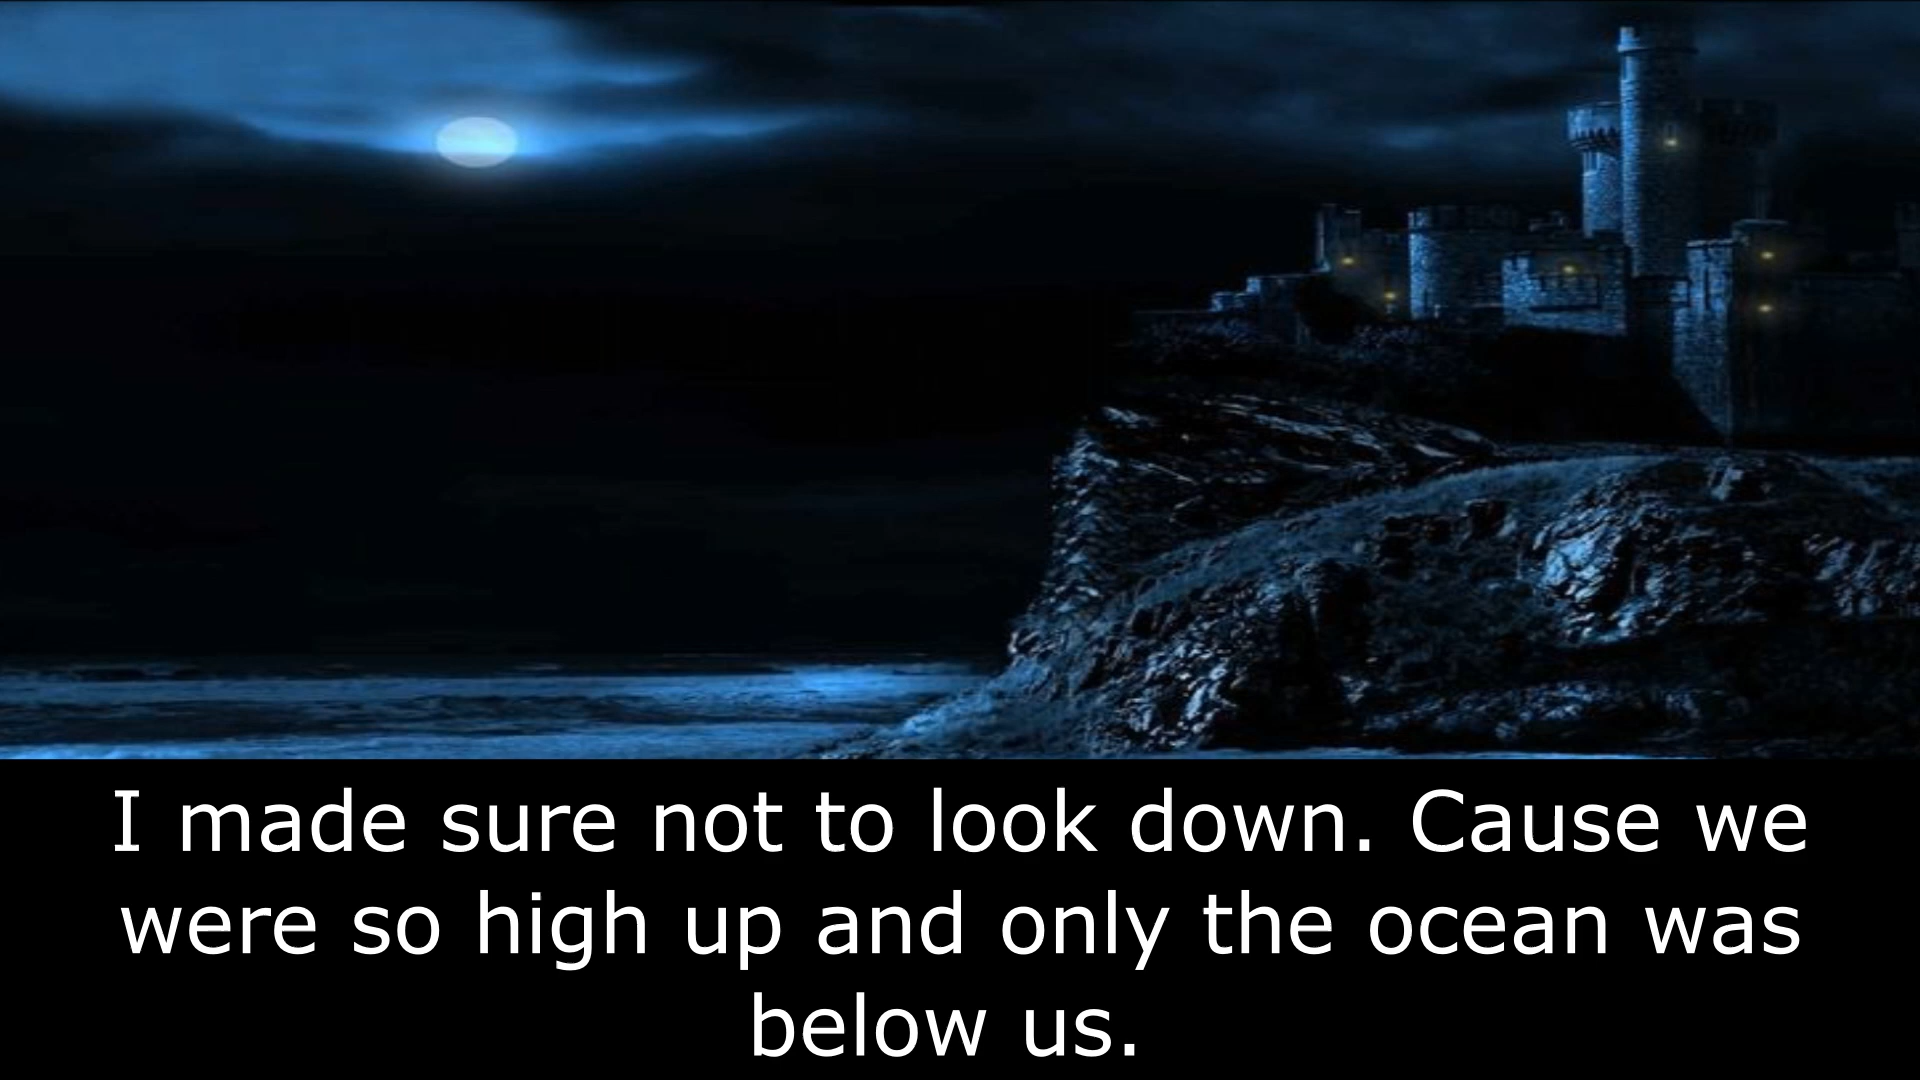 I made sure not to look down. Cause we
were so high up and only the ocean was
below us.